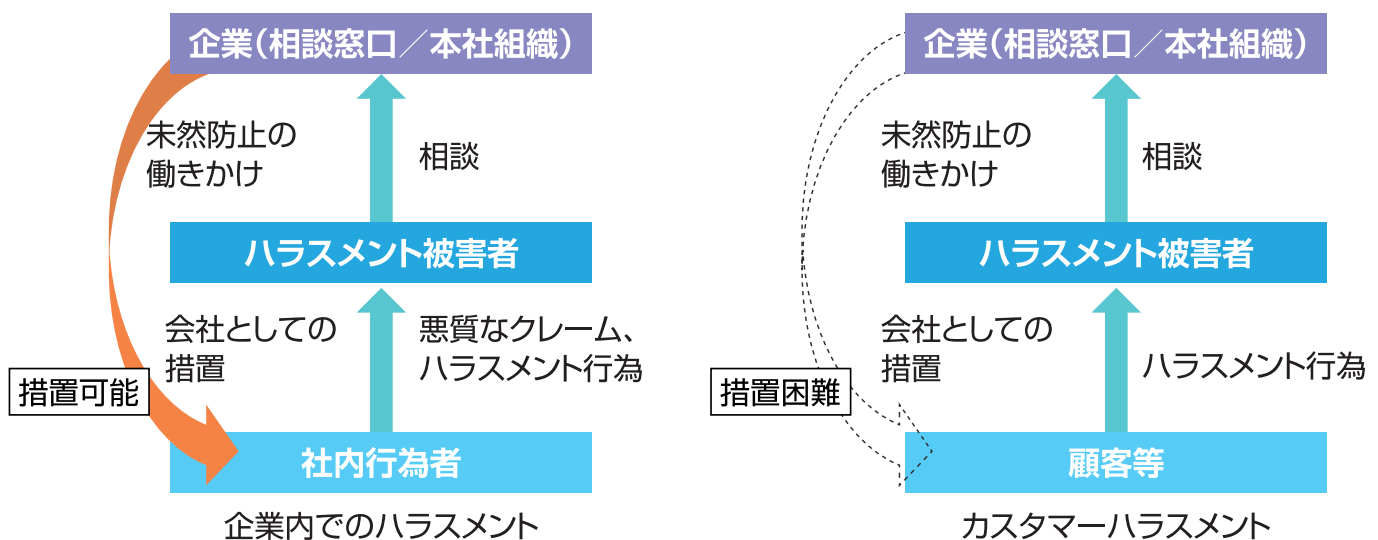 企業（相談窓口／本社組織）
未然防止の
働きかけ
相談
ハラスメント被害者
会社としての
措置
悪質なクレーム、
ハラスメント行為
措置可能
社内行為者
企業内でのハラスメント
企業（相談窓口／本社組織）
未然防止の
働きかけ
相談
ハラスメント被害者
会社としての
措置
ハラスメント行為
措置困難
顧客等
カスタマーハラスメント